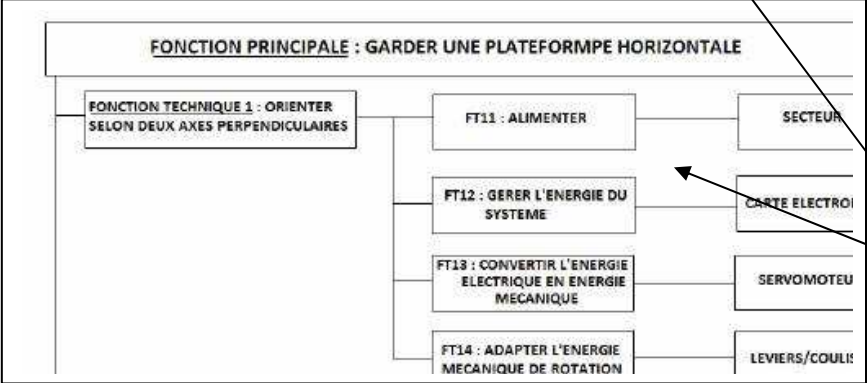 FONCTION PRINCIPALE : GARDER UNE PLATEFORMPE HORIZONTALE
FONCTION TECHNIQUE 1 : ORIENTER
SELON DEUX AXES PERPENDICULAIRES
FT11 : ALIMENTER
SECTEUR
FT12 : GERER L'ENERGIE DU
SYSTEME
CARTE ELECTRO
FT13 : CONVERTIR L'ENERGIE
ELECTRIQUE EN ENERGIE
MECANIQUE
SERVOMOTEU
FT14 : ADAPTER L'ENERGIE
MECANIQUE DE ROTATION
LEVIERS/COULIS